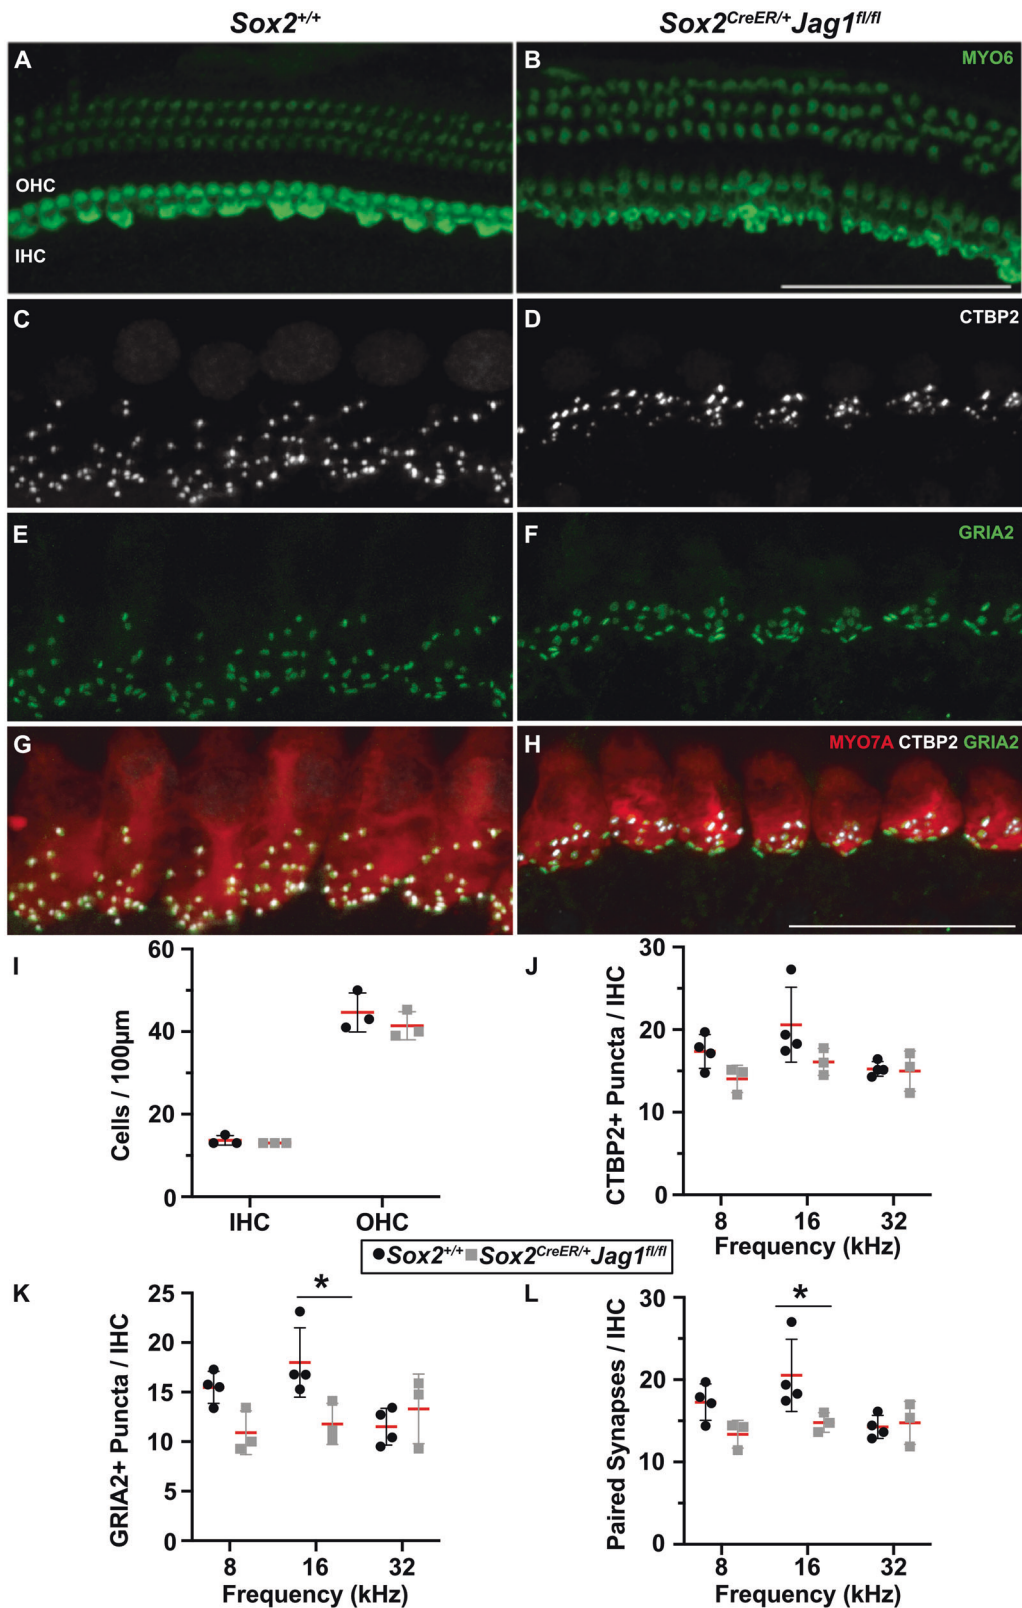 Sox2+/+
Sox2CreER/+Jag1fl/fl
A
B
MYO6
OHC
IHC
C
D
CTBP2
E
F
GRIA2
G
H
MYO7A CTBP2 GRIA2
I
60
40
20
0
Cells / 100µm
IHC
OHC
J
30
20
10
0
CTBP2+ Puncta / IHC
8
16
32
Frequency (kHz)
Sox2+/+
Sox2CreER/+Jag1fl/fl
K
25
20
15
10
5
0
GRIA2+ Puncta / IHC
*
8
16
32
Frequency (kHz)
L
30
20
10
0
Paired Synapses / IHC
*
8
16
32
Frequency (kHz)